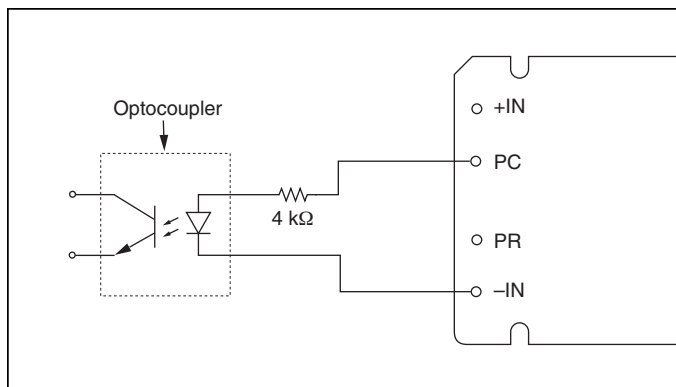 Optocoupler
4 kΩ
+IN
PC
PR
–IN